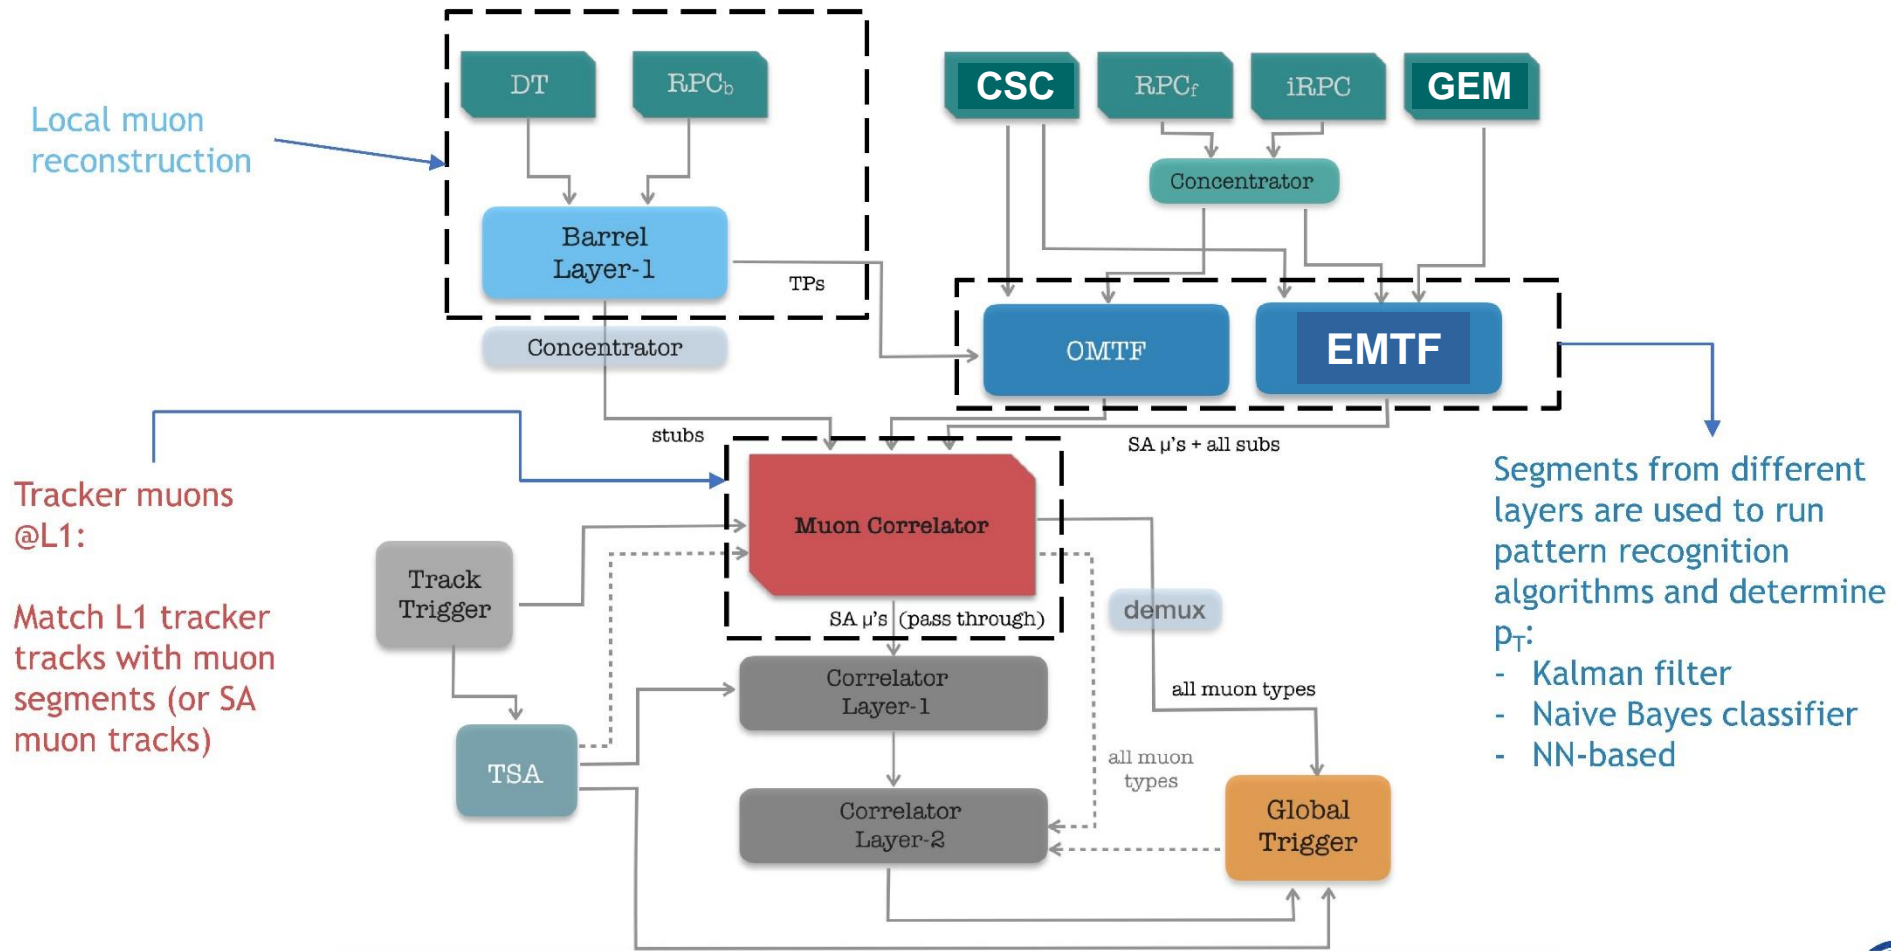 DT
RPCb
CSC
RPCf
iRPC
GEM
Local muon
reconstruction
Concentrator
Barrel
Layer-1
TPs
Concentrator
OMTF
EMTF
stubs
SA μ's + all subs
Tracker muons
@L1:
Match L1 tracker
tracks with muon
segments (or SA
muon tracks)
Muon Correlator
Track
Trigger
SA μ's (pass through)
demux
Segments from different
layers are used to run
pattern recognition
algorithms and determine
pT:
- Kalman filter
- Naive Bayes classifier
- NN-based
Correlator
Layer-1
all muon types
TSA
all muon
types
Correlator
Layer-2
Global
Trigger